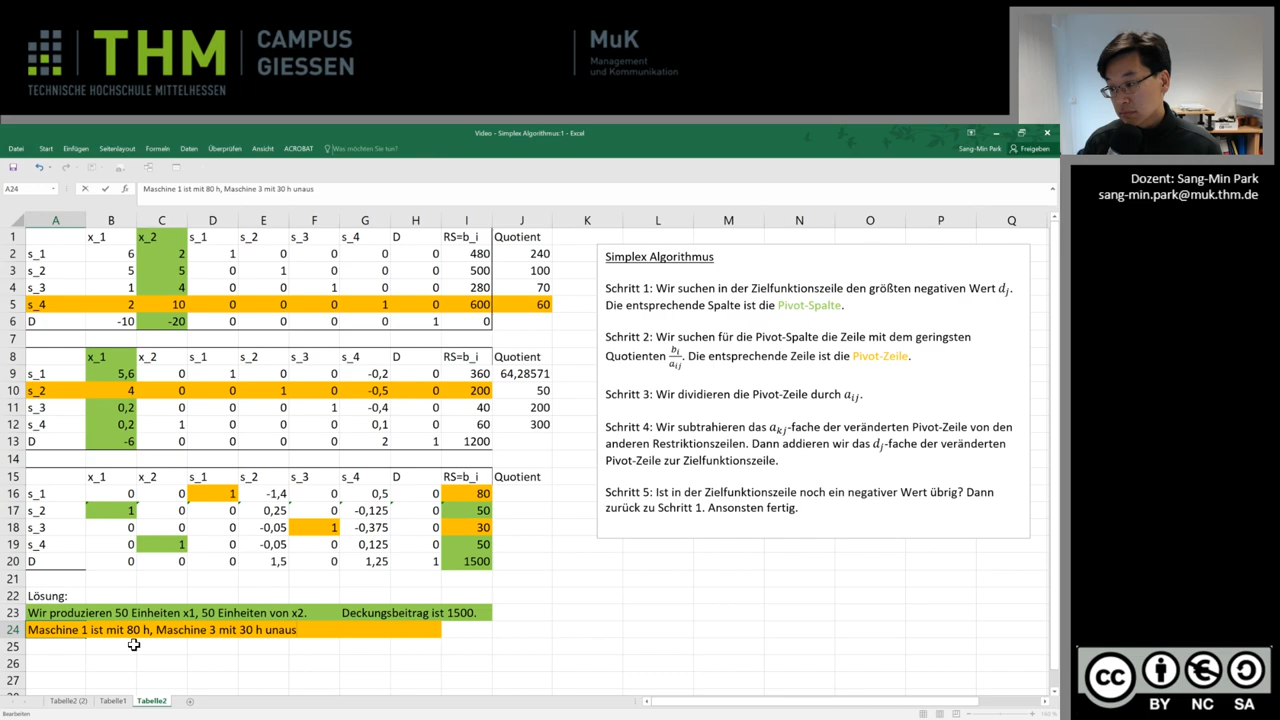 THM
CAMPUS
GIESSEN
TECHNISCHE HOCHSCHULE MITTELHESSEN
MuK
Management
und Kommunikation
Video - Simplex Algorithmus:1 - Excel
Datei Start Einfügen Seitenlayout Formeln Daten Überprüfen Ansicht ACROBAT Was möchten Sie tun? Sang-Min Park Freigeben
A24 fx Maschine 1 ist mit 80 h, Maschine 3 mit 30 h unaus
A B C D E F G H I J K L M N O P Q
1 x_1 x_2 s_1 s_2 s_3 s_4 D RS=b_i Quotient
2 s_1 6 2 1 0 0 0 0 480 240
3 s_2 5 5 0 1 0 0 0 500 100
4 s_3 1 4 0 0 1 0 0 280 70
5 s_4 2 10 0 0 0 1 0 600 60
6 D -10 -20 0 0 0 0 1 0
7
8 x_1 x_2 s_1 s_2 s_3 s_4 D RS=b_i Quotient
9 s_1 5,6 0 1 0 0 -0,2 0 360 64,28571
10 s_2 4 0 0 1 0 -0,5 0 200 50
11 s_3 0,2 0 0 0 1 -0,4 0 40 200
12 s_4 0,2 1 0 0 0 0,1 0 60 300
13 D -6 0 0 0 0 2 1 1200
14
15 x_1 x_2 s_1 s_2 s_3 s_4 D RS=b_i Quotient
16 s_1 0 0 1 -1,4 0 0,5 0 80
17 s_2 1 0 0 0,25 0 -0,125 0 50
18 s_3 0 0 0 -0,05 1 -0,375 0 30
19 s_4 0 1 0 -0,05 0 0,125 0 50
20 D 0 0 0 1,5 0 1,25 1 1500
21
22 Lösung:
23 Wir produzieren 50 Einheiten x1, 50 Einheiten von x2. Deckungsbeitrag ist 1500.
24 Maschine 1 ist mit 80 h, Maschine 3 mit 30 h unaus
25
26
27
28
Simplex Algorithmus
Schritt 1: Wir suchen in der Zielfunktionszeile den größten negativen Wert d_j.
Die entsprechende Spalte ist die Pivot-Spalte.
Schritt 2: Wir suchen für die Pivot-Spalte die Zeile mit dem geringsten
Quotienten b_i/a_ij. Die entsprechende Zeile ist die Pivot-Zeile.
Schritt 3: Wir dividieren die Pivot-Zeile durch a_ij.
Schritt 4: Wir subtrahieren das a_kj-fache der veränderten Pivot-Zeile von den
anderen Restriktionszeilen. Dann addieren wir das d_j-fache der veränderten
Pivot-Zeile zur Zielfunktionszeile.
Schritt 5: Ist in der Zielfunktionszeile noch ein negativer Wert übrig? Dann
zurück zu Schritt 1. Ansonsten fertig.
Tabelle2 (2) Tabelle1 Tabelle2
Bearbeiten 160 %
Dozent: Sang-Min Park
sang-min.park@muk.thm.de
CC
BY NC SA